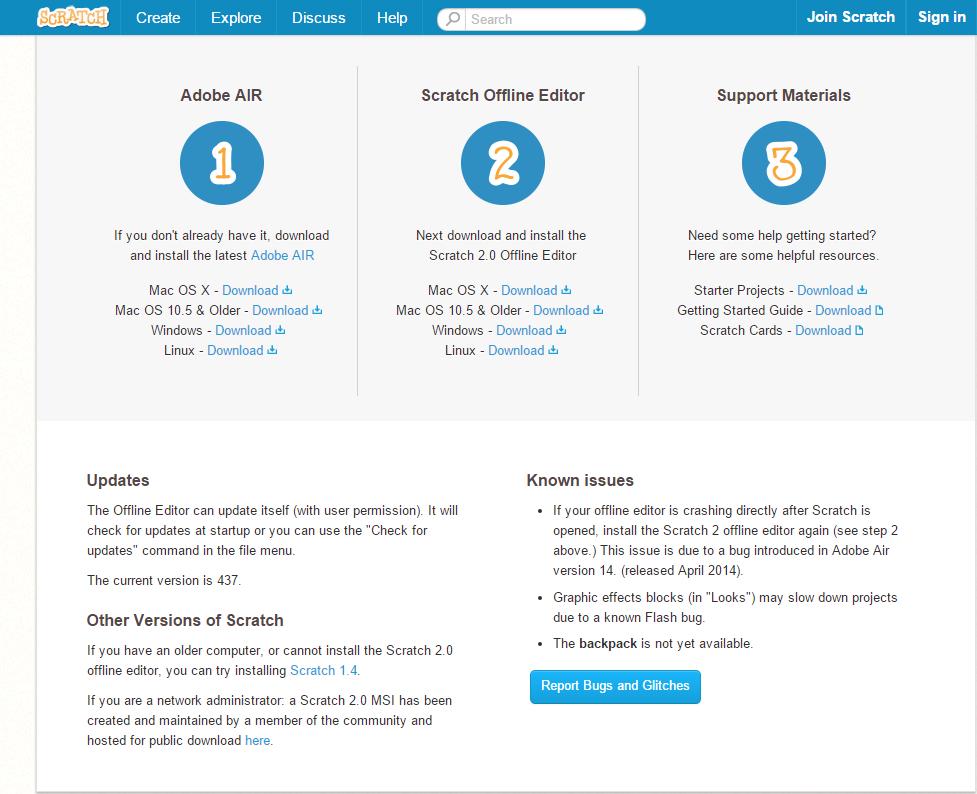 SCRATCH Create Explore Discuss Help Search Join Scratch Sign in
Adobe AIR
1
If you don't already have it, download
and install the latest Adobe AIR
Mac OS X - Download
Mac OS 10.5 & Older - Download
Windows - Download
Linux - Download
Scratch Offline Editor
2
Next download and install the
Scratch 2.0 Offline Editor
Mac OS X - Download
Mac OS 10.5 & Older - Download
Windows - Download
Linux - Download
Support Materials
3
Need some help getting started?
Here are some helpful resources.
Starter Projects - Download
Getting Started Guide - Download
Scratch Cards - Download
Updates
The Offline Editor can update itself (with user permission). It will
check for updates at startup or you can use the "Check for
updates" command in the file menu.
The current version is 437.
Other Versions of Scratch
If you have an older computer, or cannot install the Scratch 2.0
offline editor, you can try installing Scratch 1.4.
If you are a network administrator: a Scratch 2.0 MSI has been
created and maintained by a member of the community and
hosted for public download here.
Known issues
• If your offline editor is crashing directly after Scratch is
opened, install the Scratch 2 offline editor again (see step 2
above.) This issue is due to a bug introduced in Adobe Air
version 14. (released April 2014).
• Graphic effects blocks (in "Looks") may slow down projects
due to a known Flash bug.
• The backpack is not yet available.
Report Bugs and Glitches